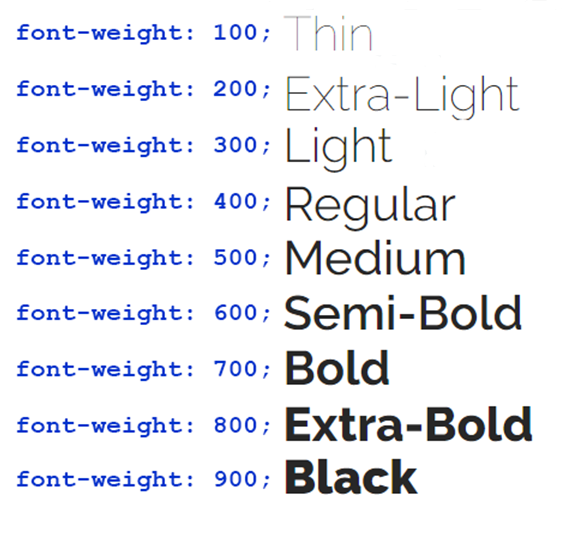 font-weight: 100; Thin
font-weight: 200; Extra-Light
font-weight: 300; Light
font-weight: 400; Regular
font-weight: 500; Medium
font-weight: 600; Semi-Bold
font-weight: 700; Bold
font-weight: 800; Extra-Bold
font-weight: 900; Black